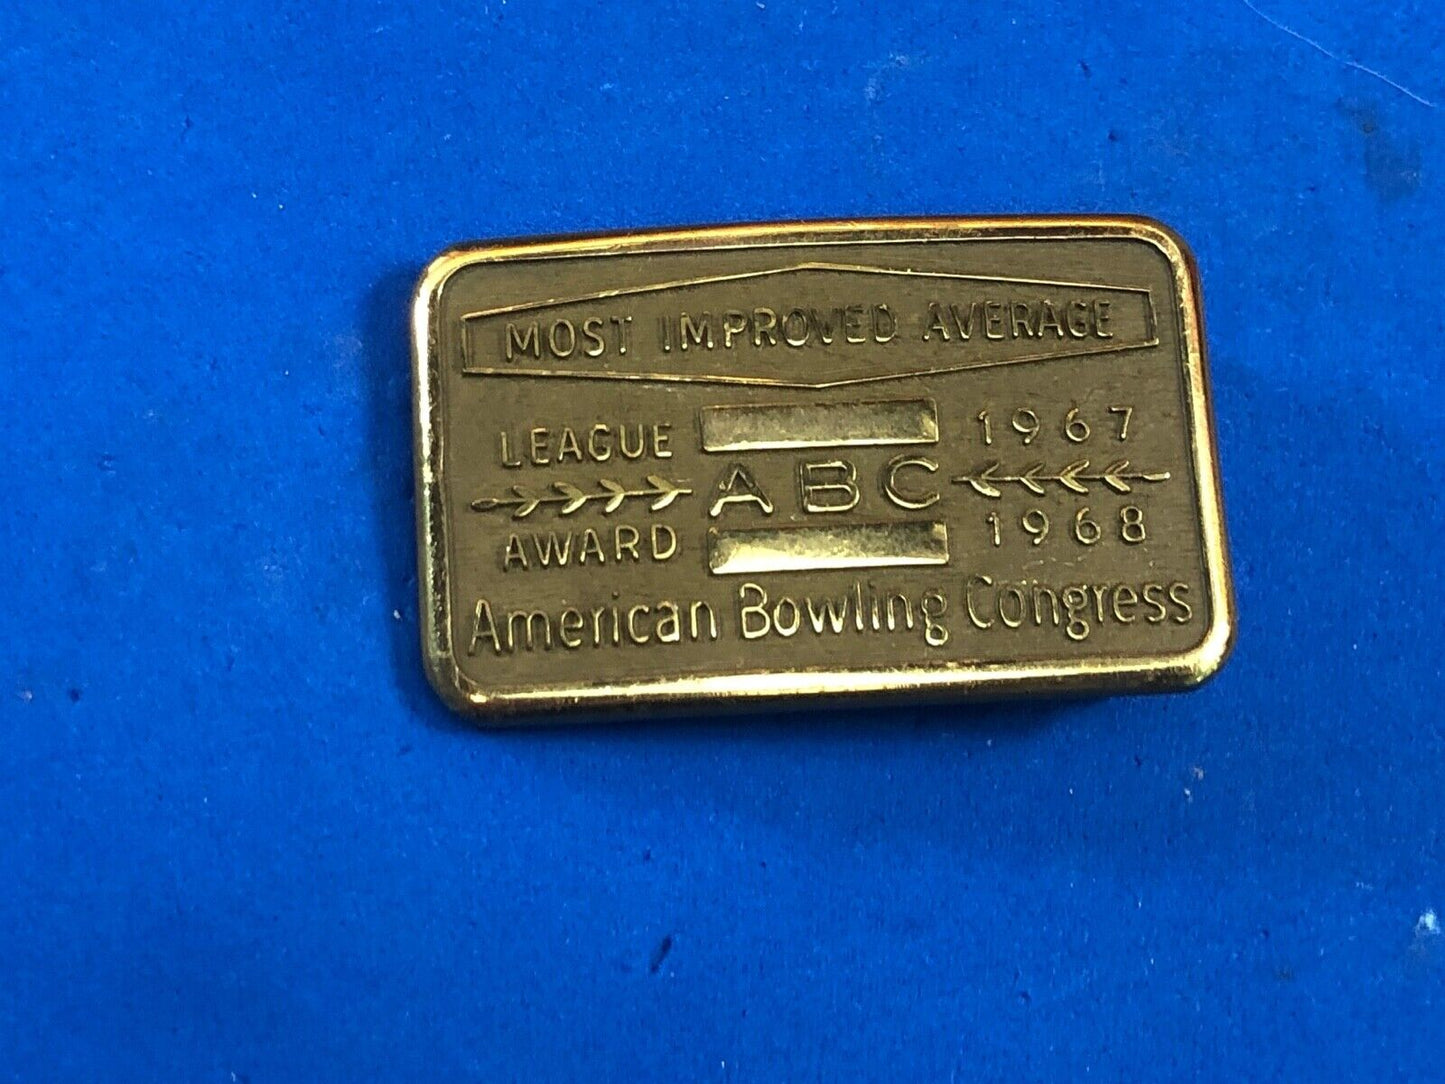 MOST IMPROVED AVERAGE
LEAGUE 1967
ABC
AWARD 1968
American Bowling Congress